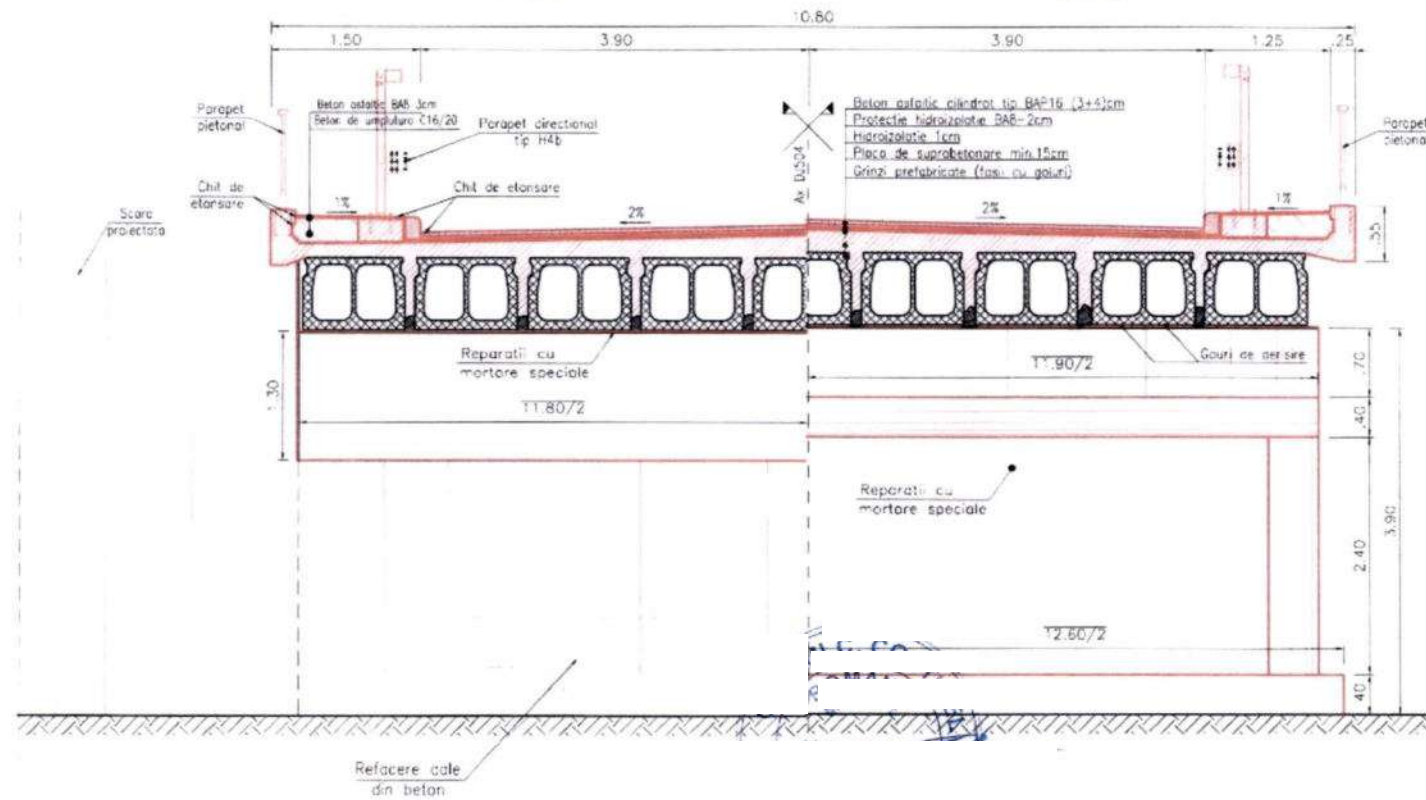 10.80
1.50
3.90
3.90
1.25
.25
Parapet
pietonal
Beton asfaltic BA8 3cm
Beton de umplutura C16/20
Parapet directional
tip H4b
Ax DJ504
Beton asfaltic cilindrat tip BAP16 (3+4)cm
Protectie hidroizolatie BA8-2cm
Hidroizolatie 1cm
Placa de suprabetonare min.15cm
Grinzi prefabricate (fasii cu goluri)
Parapet
pietonal
Chit de
etansare
Chit de etansare
Scara
proiectata
1%
2%
2%
1%
.55
Reparatii cu
mortare speciale
Gauri de aerisire
1.30
11.80/2
11.90/2
.70
.40
Reparatii cu
mortare speciale
2.40
3.90
12.60/2
.40
Refacere cale
din beton